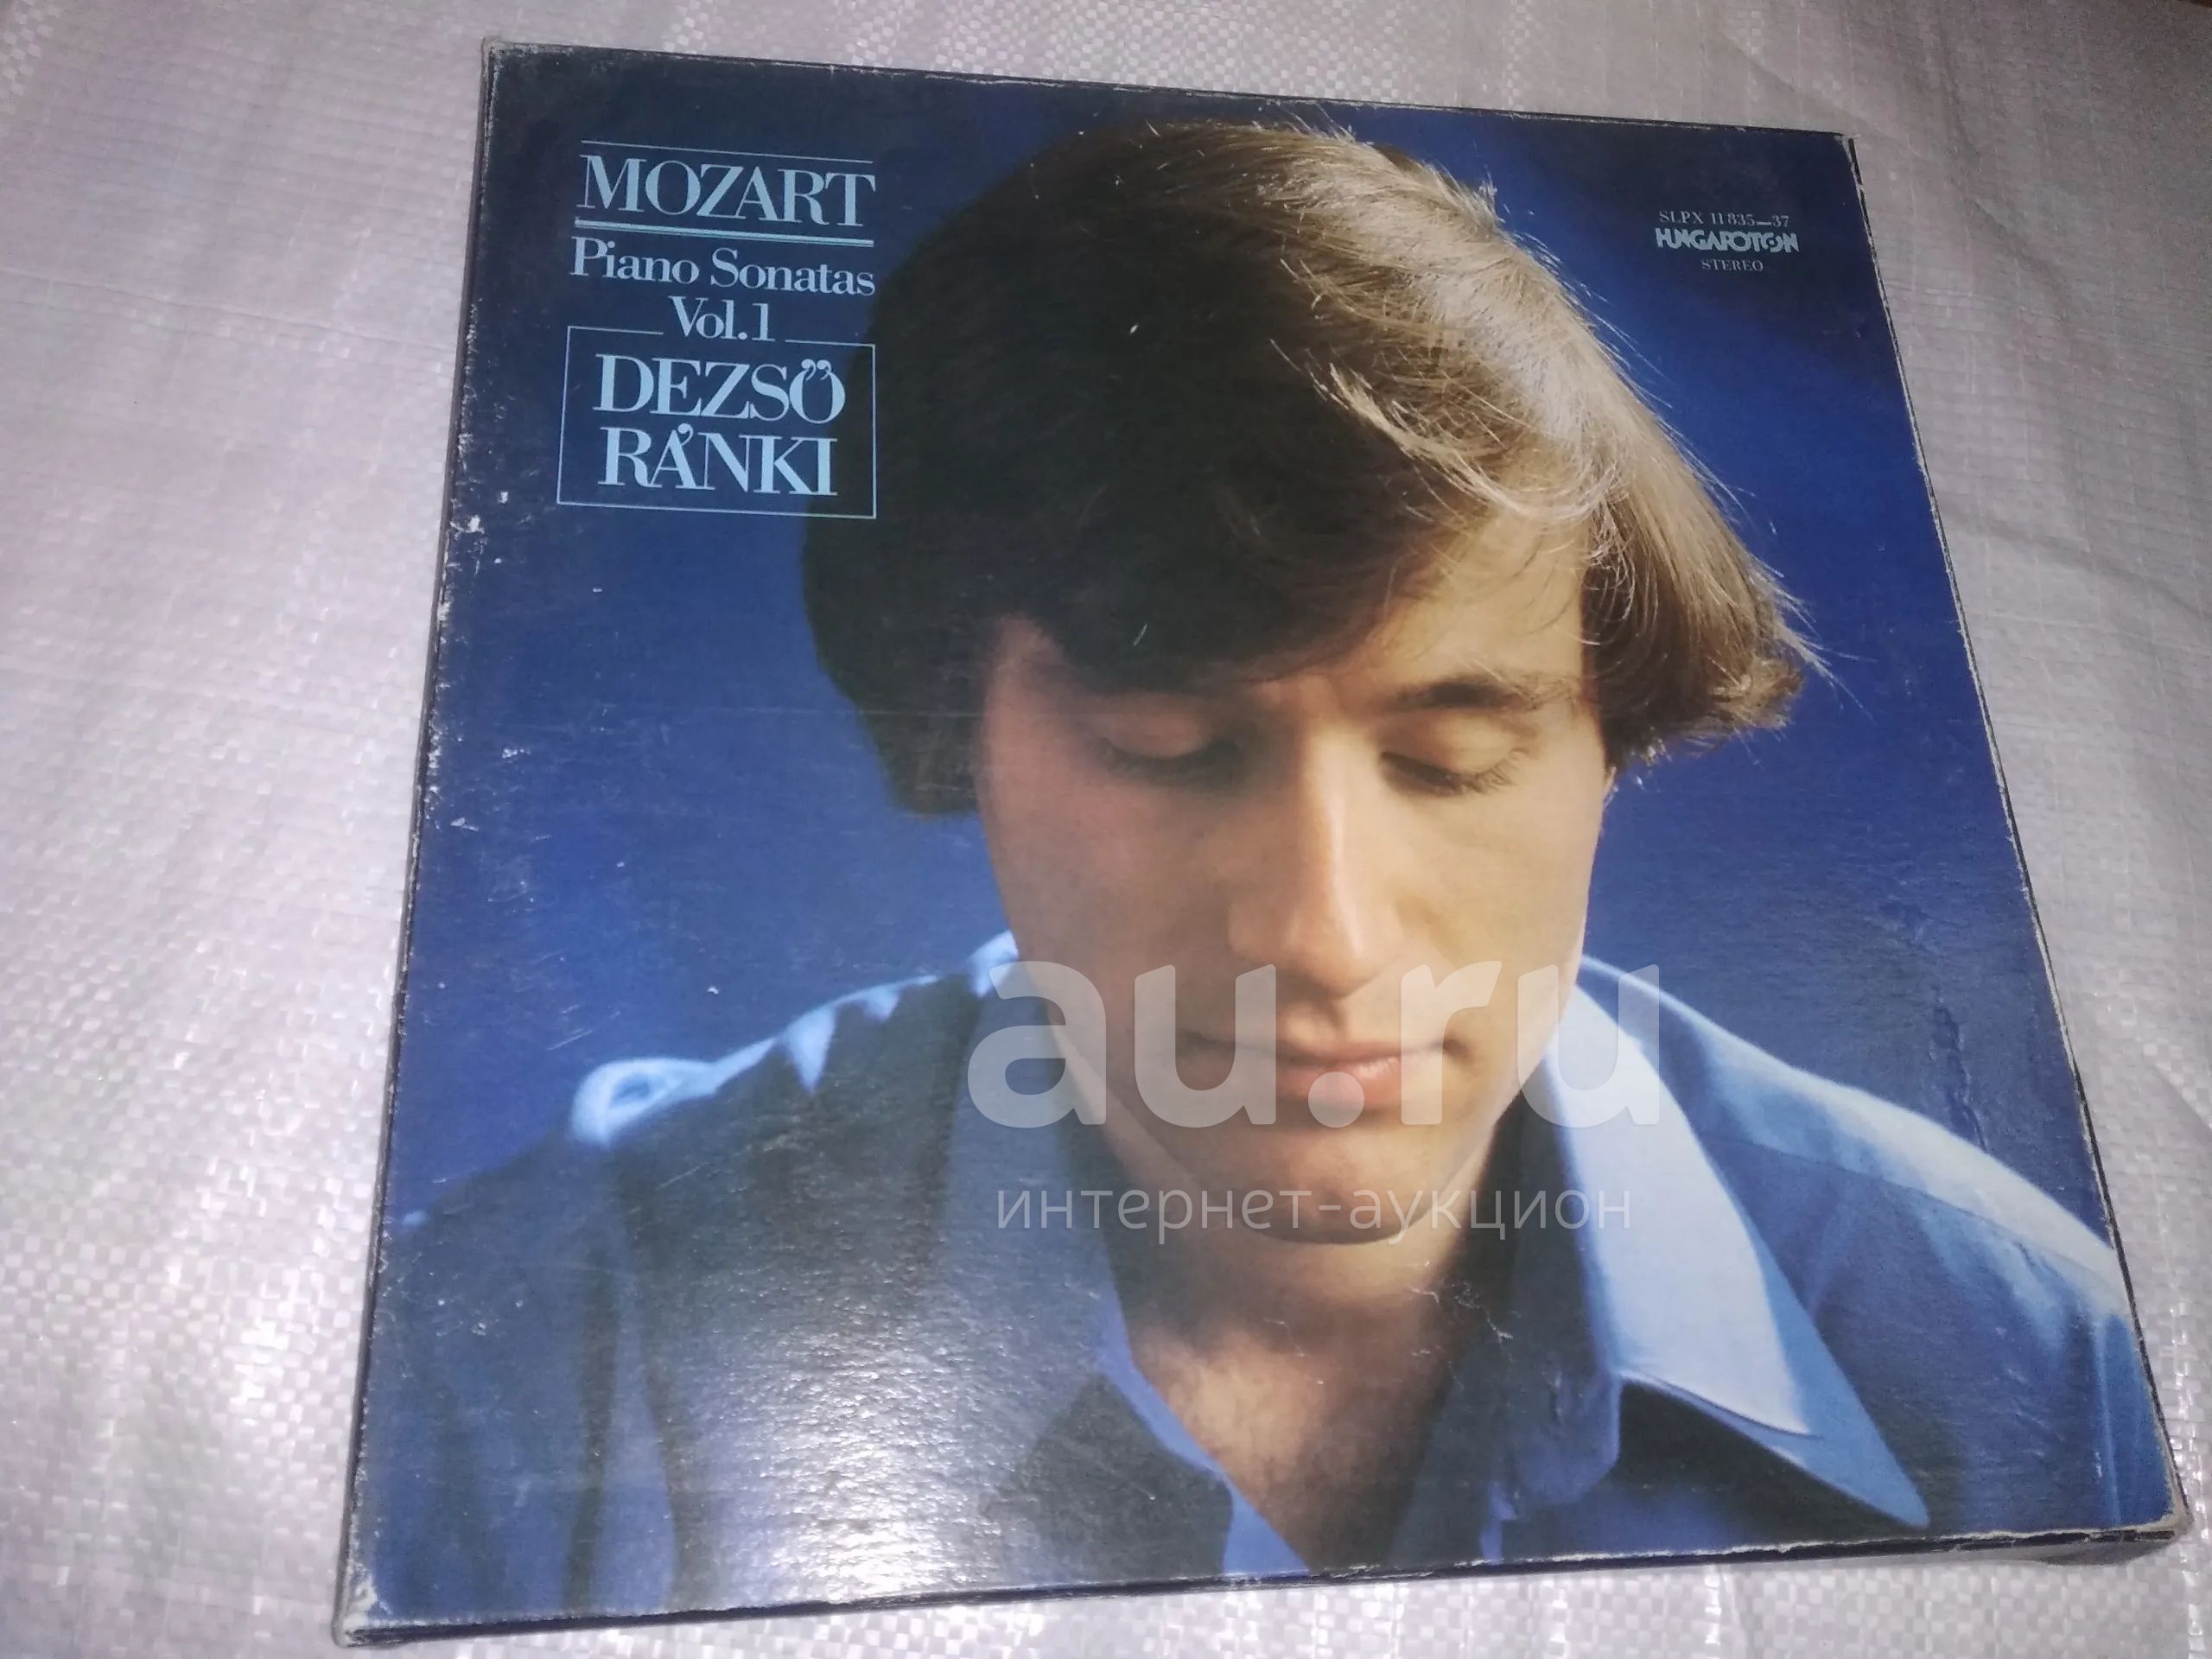 MOZART
Piano Sonatas
Vol.1
DEZSŐ
RÁNKI
SLPX 11835—37
HUNGAROTON
STEREO
au.ru
интернет-аукцион